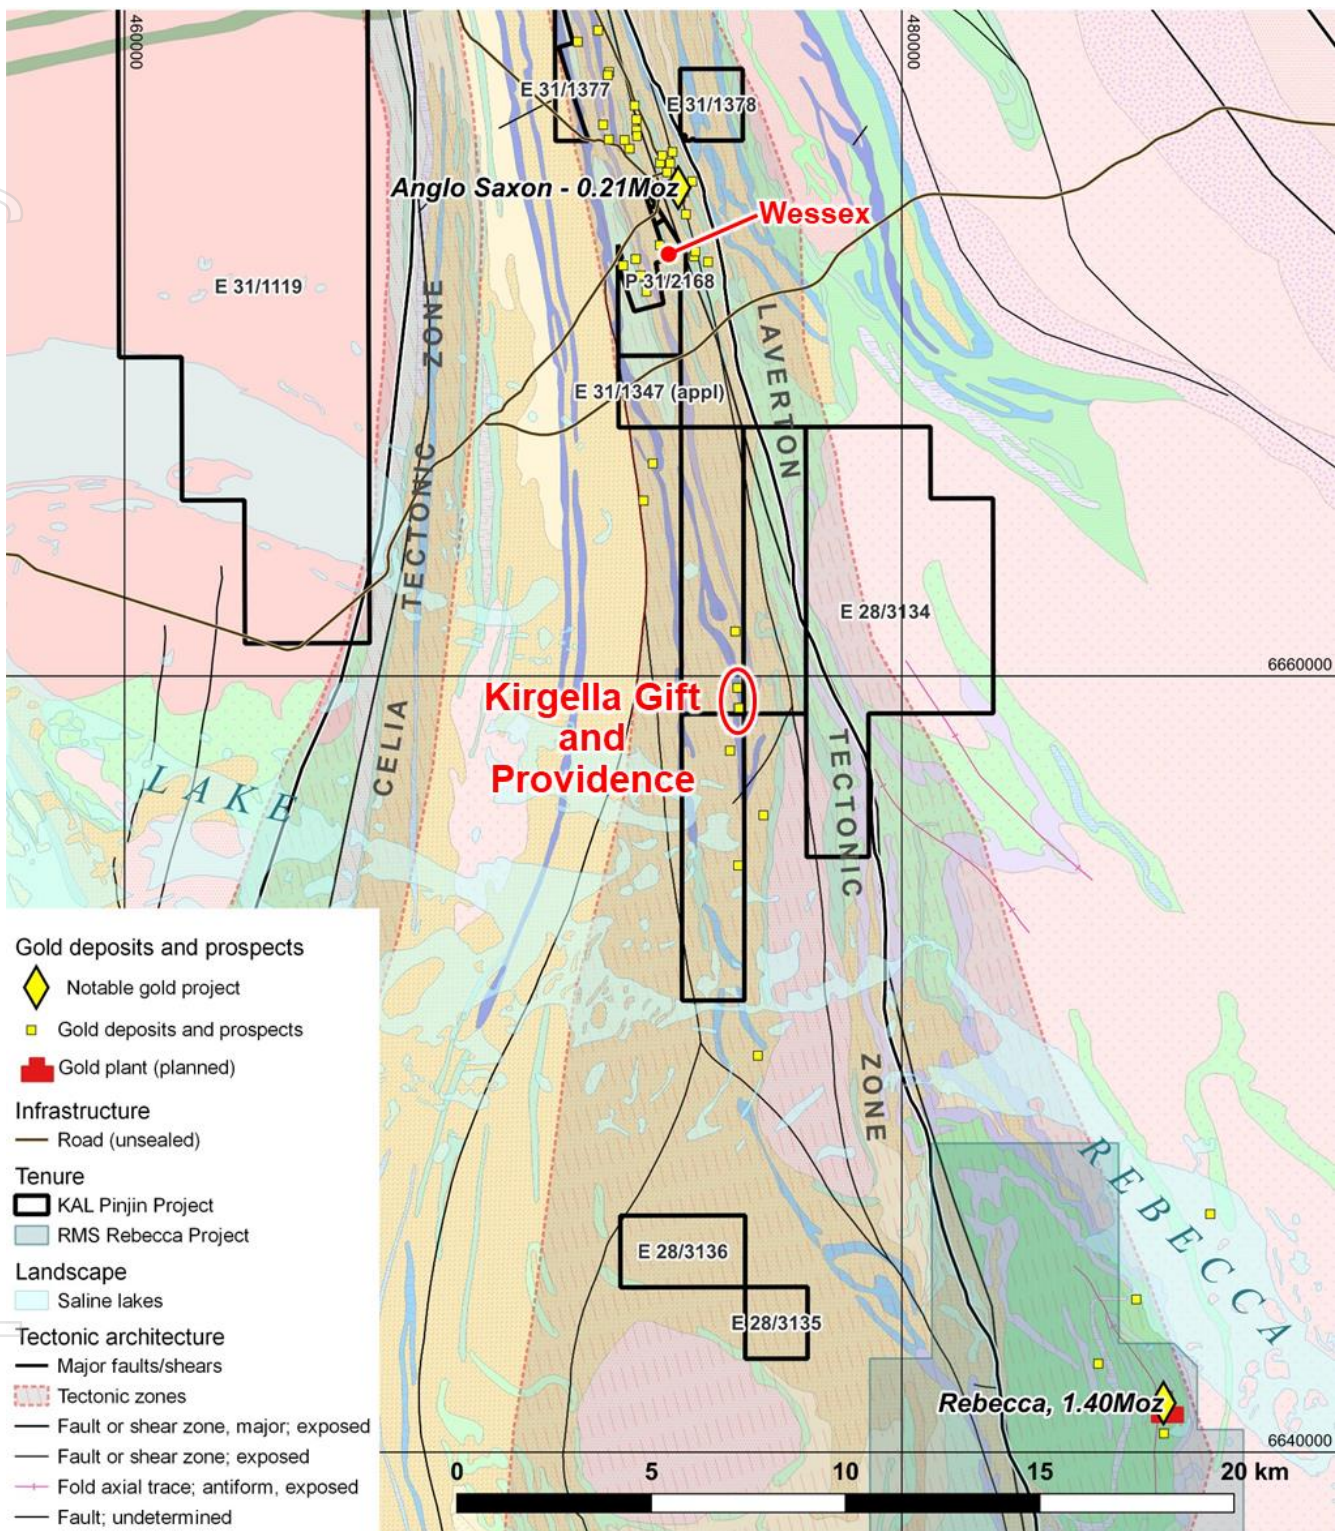 460000
480000
E 31/1377
E 31/1378
Anglo Saxon - 0.21Moz
Wessex
E 31/1119
P 31/2168
E 31/1347 (appl)
LAVERTON
TECTONIC
ZONE
CELIA
TECTONIC
ZONE
E 28/3134
6660000
Kirgella Gift
and
Providence
LAKE
REBECCA
E 28/3136
E 28/3135
Rebecca, 1.40Moz
6640000
Gold deposits and prospects
Notable gold project
Gold deposits and prospects
Gold plant (planned)
Infrastructure
Road (unsealed)
Tenure
KAL Pinjin Project
RMS Rebecca Project
Landscape
Saline lakes
Tectonic architecture
Major faults/shears
Tectonic zones
Fault or shear zone, major; exposed
Fault or shear zone; exposed
Fold axial trace; antiform, exposed
Fault; undetermined
0 5 10 15 20 km